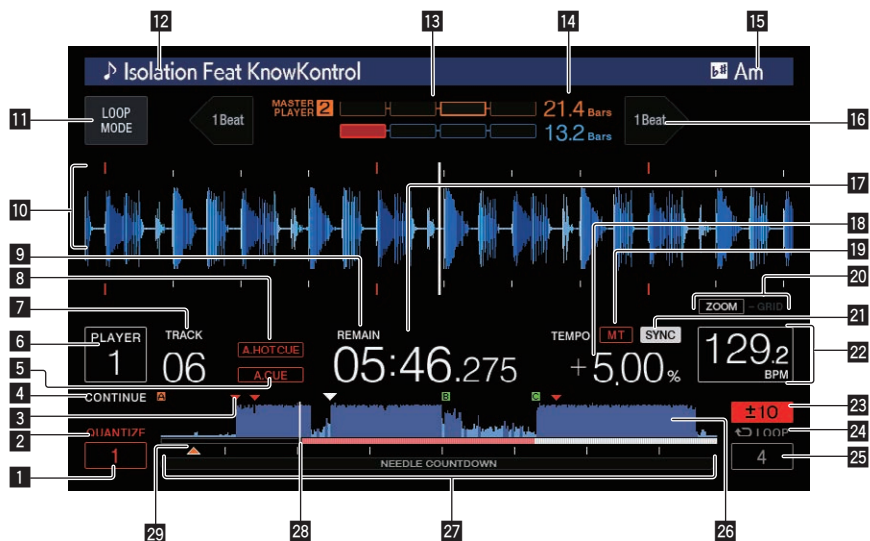 12 13 14 15
♪ Isolation Feat KnowKontrol ♭♯ Am
11 LOOP MODE
1Beat
MASTER PLAYER 2
21.4 Bars
13.2 Bars
1Beat 16
10
17
18
19
20
9
8
7
ZOOM - GRID
21
6 PLAYER 1
TRACK 06
A.HOTCUE
A.CUE
REMAIN 05:46.275
TEMPO MT SYNC
+5.00%
129.2 BPM
22
5
4 CONTINUE
A B C
3
2 QUANTIZE
1 1
±10 23
LOOP 24
4 25
NEEDLE COUNTDOWN
29 28 27 26